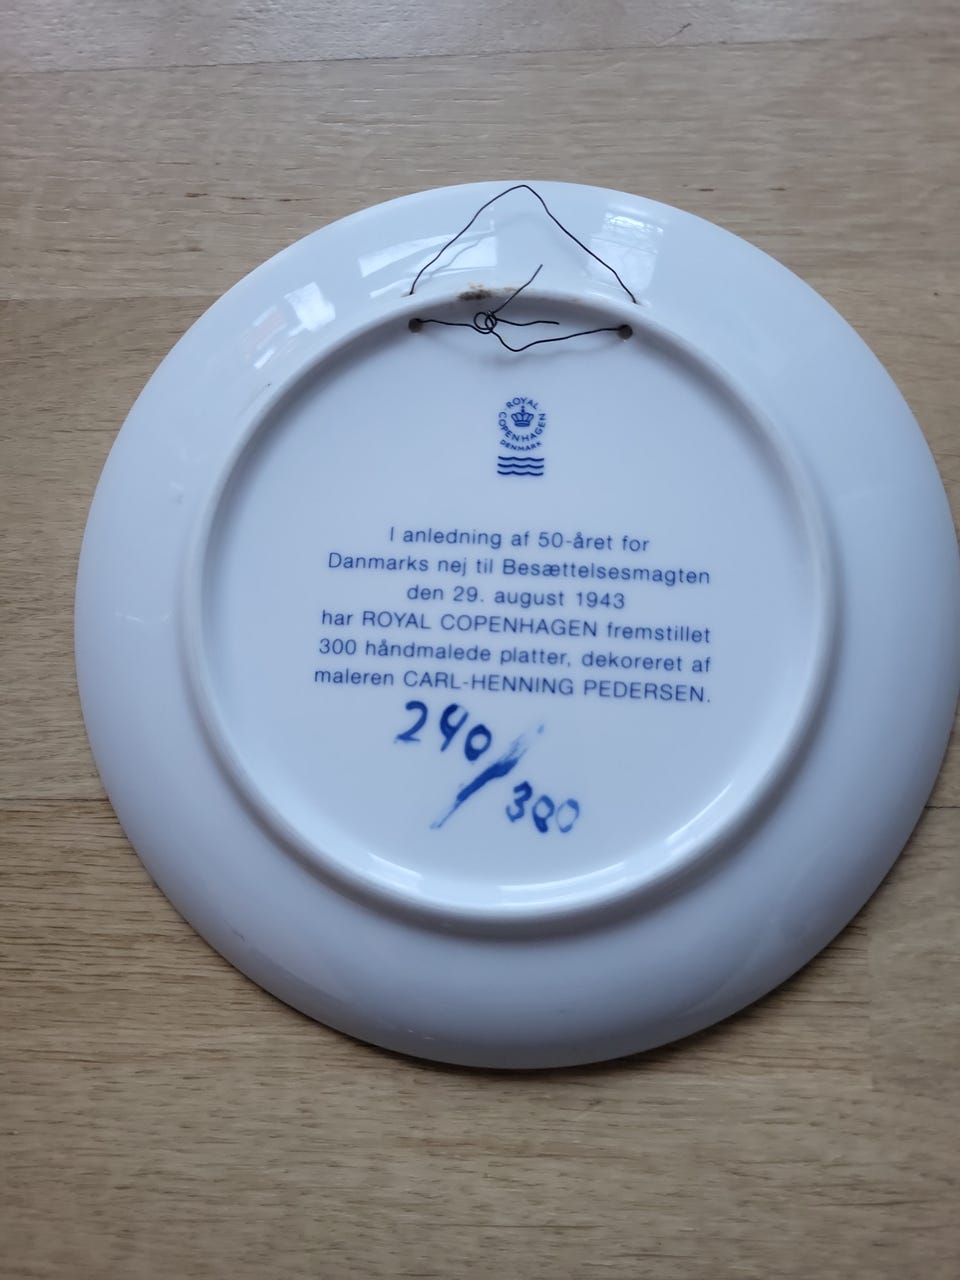 ROYAL
COPENHAGEN
DENMARK
I anledning af 50-året for
Danmarks nej til Besættelsesmagten
den 29. august 1943
har ROYAL COPENHAGEN fremstillet
300 håndmalede platter, dekoreret af
maleren CARL-HENNING PEDERSEN.
240/300